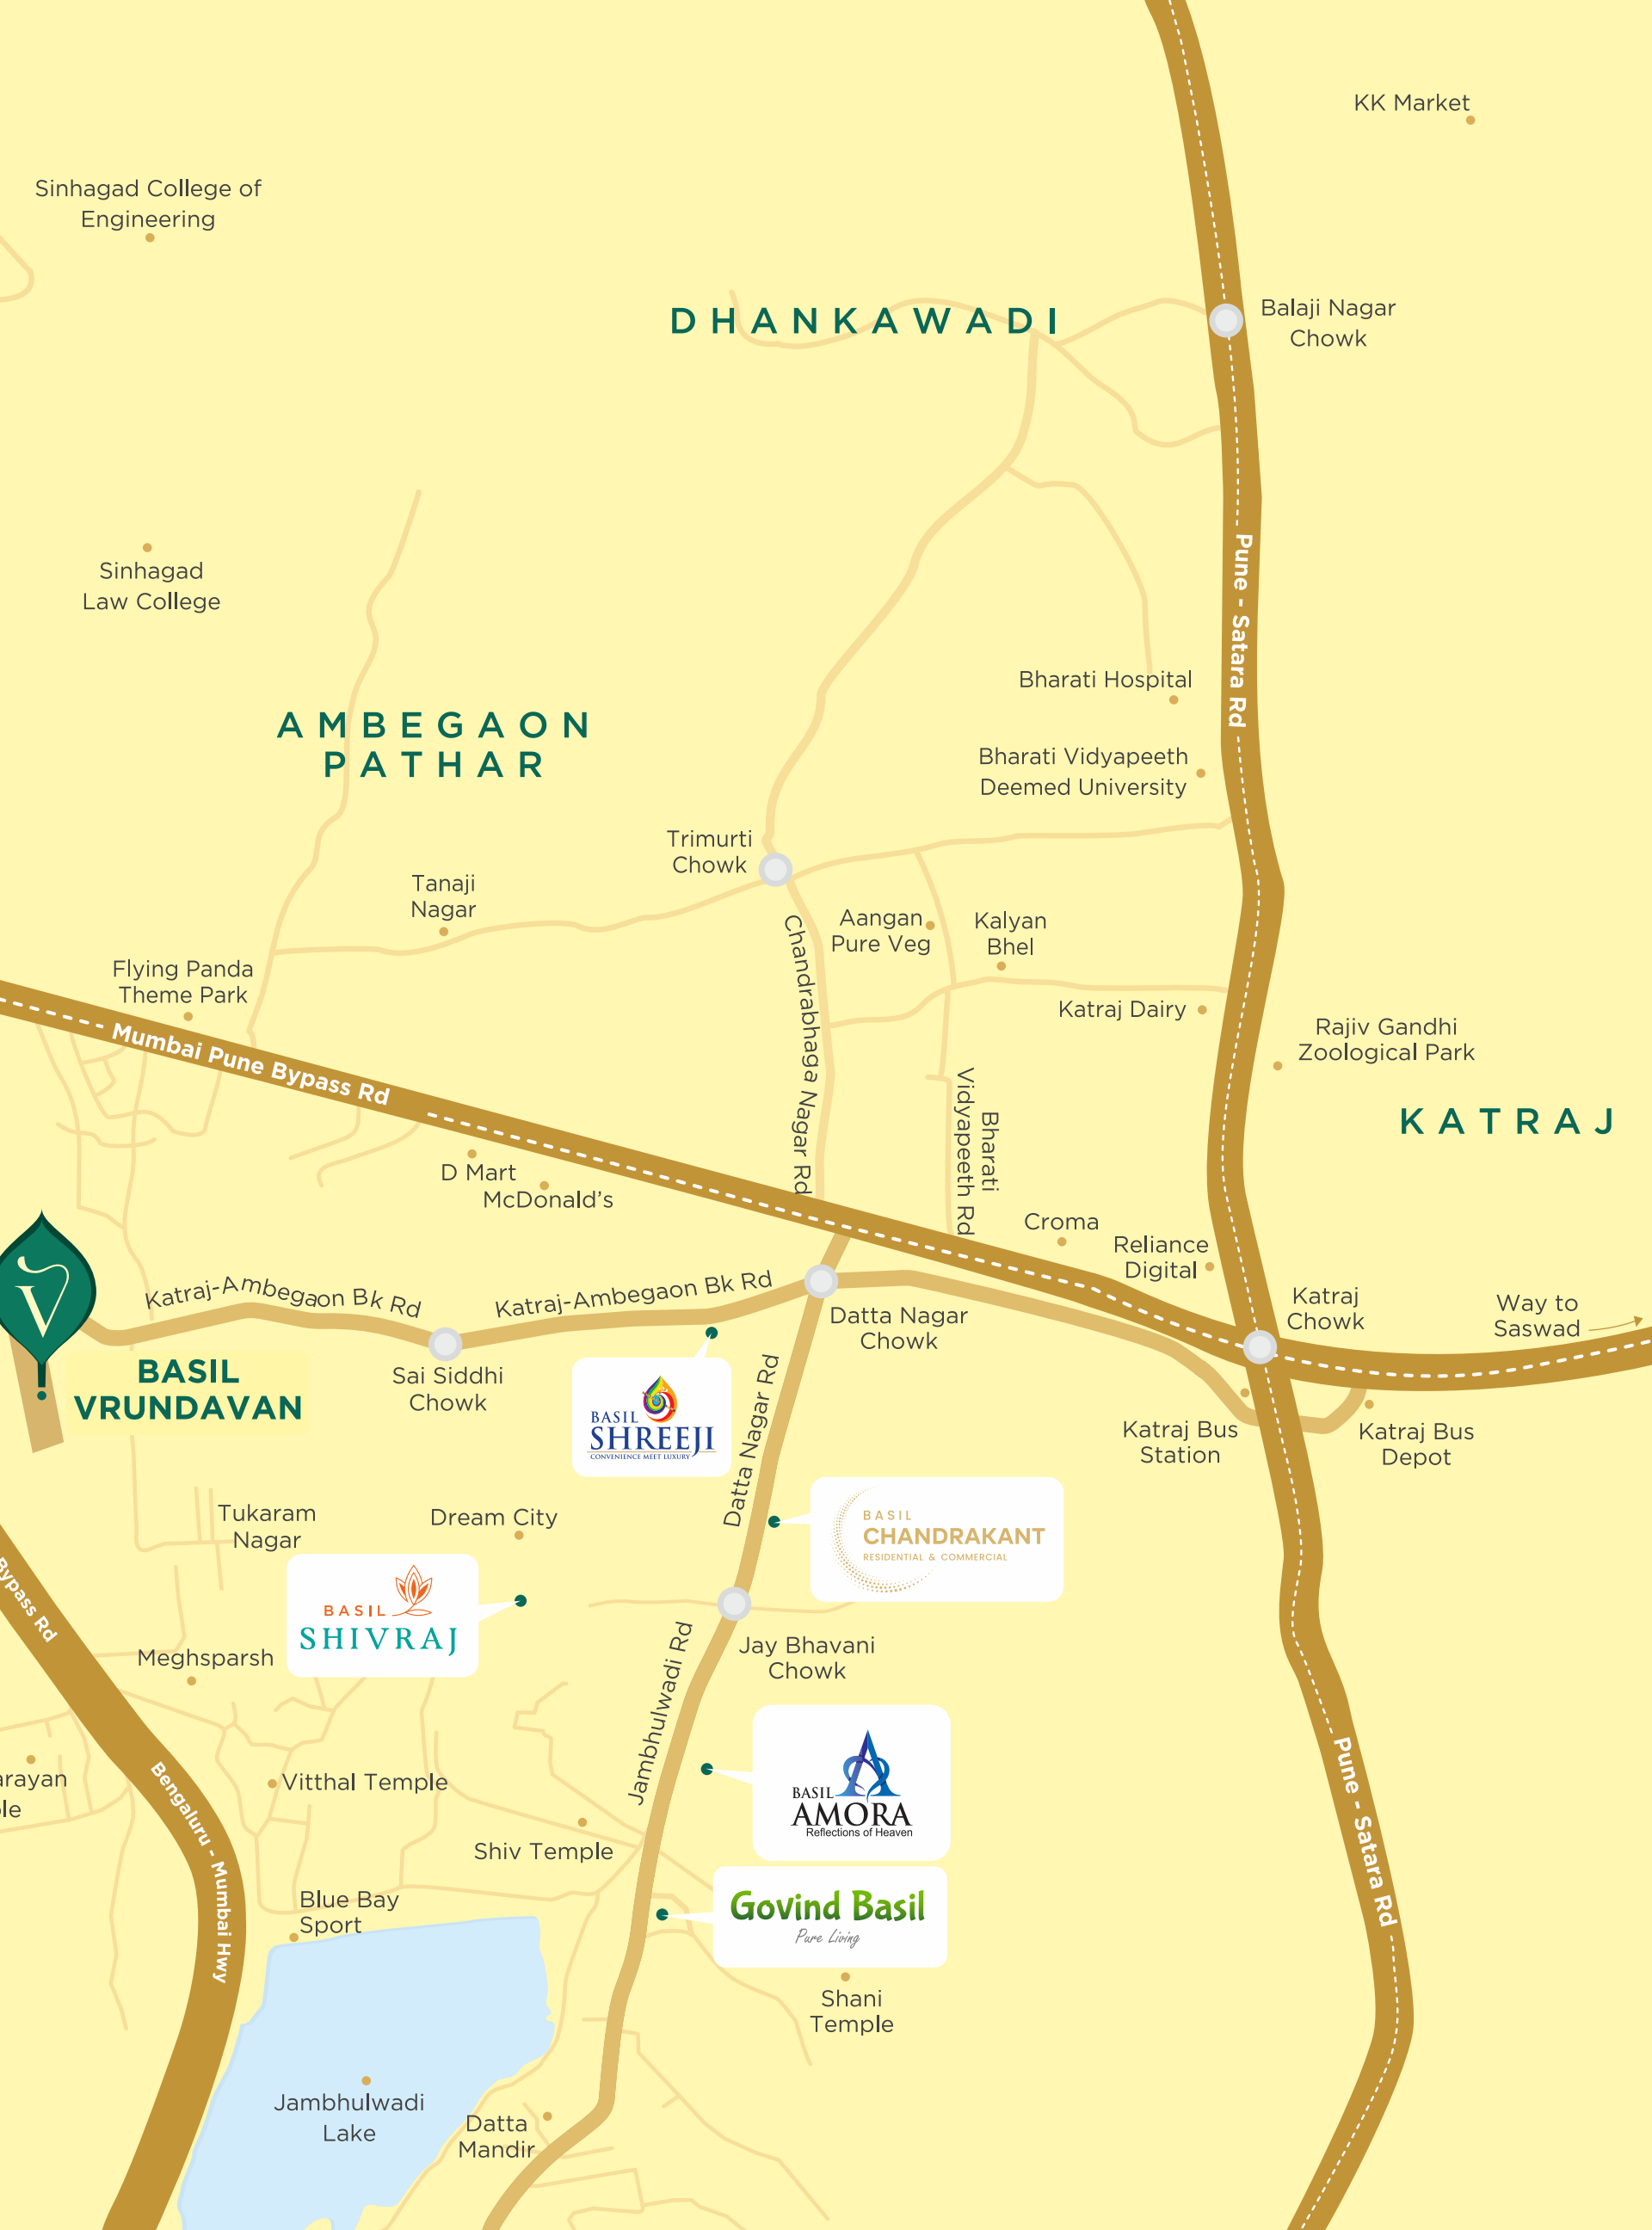 KK Market
Sinhagad College of
Engineering
DHANKAWADI
Balaji Nagar
Chowk
Sinhagad
Law College
Pune - Satara Rd
Bharati Hospital
AMBEGAON
PATHAR
Bharati Vidyapeeth
Deemed University
Trimurti
Chowk
Tanaji
Nagar
Aangan
Pure Veg
Kalyan
Bhel
Chandrabhaga Nagar Rd
Flying Panda
Theme Park
Katraj Dairy
Rajiv Gandhi
Zoological Park
Mumbai Pune Bypass Rd
KATRAJ
Bharati
Vidyapeeth Rd
D Mart
McDonald's
Croma
Reliance
Digital
V
Katraj-Ambegaon Bk Rd
Katraj-Ambegaon Bk Rd
Datta Nagar
Chowk
Katraj
Chowk
Way to
Saswad
BASIL
VRUNDAVAN
Sai Siddhi
Chowk
BASIL
SHREEJI
CONVENIENCE MEET LUXURY
Datta Nagar Rd
Katraj Bus
Station
Katraj Bus
Depot
Tukaram
Nagar
Dream City
BASIL
CHANDRAKANT
RESIDENTIAL & COMMERCIAL
Bypass Rd
BASIL
SHIVRAJ
Meghsparsh
Jay Bhavani
Chowk
Jambhulwadi Rd
arayan
le
Bengaluru - Mumbai Hwy
Vitthal Temple
BASIL
AMORA
Reflections of Heaven
Pune - Satara Rd
Shiv Temple
Blue Bay
Sport
Govind Basil
Pure Living
Shani
Temple
Jambhulwadi
Lake
Datta
Mandir